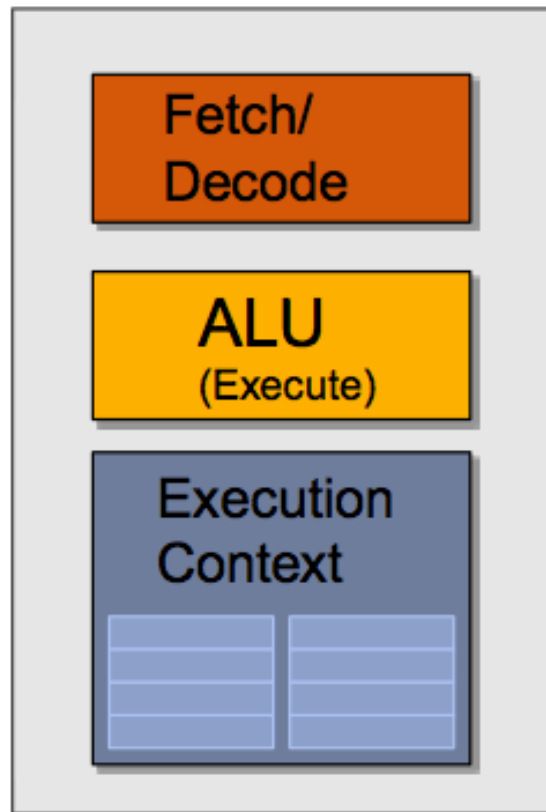 Fetch/
Decode
ALU
(Execute)
Execution
Context